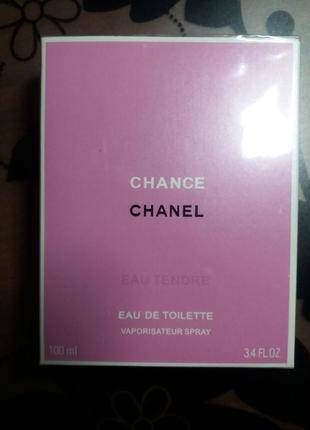 CHANCE
CHANEL
EAU TENDRE
EAU DE TOILETTE
VAPORISATEUR SPRAY
100 ml 3.4 FL.OZ.